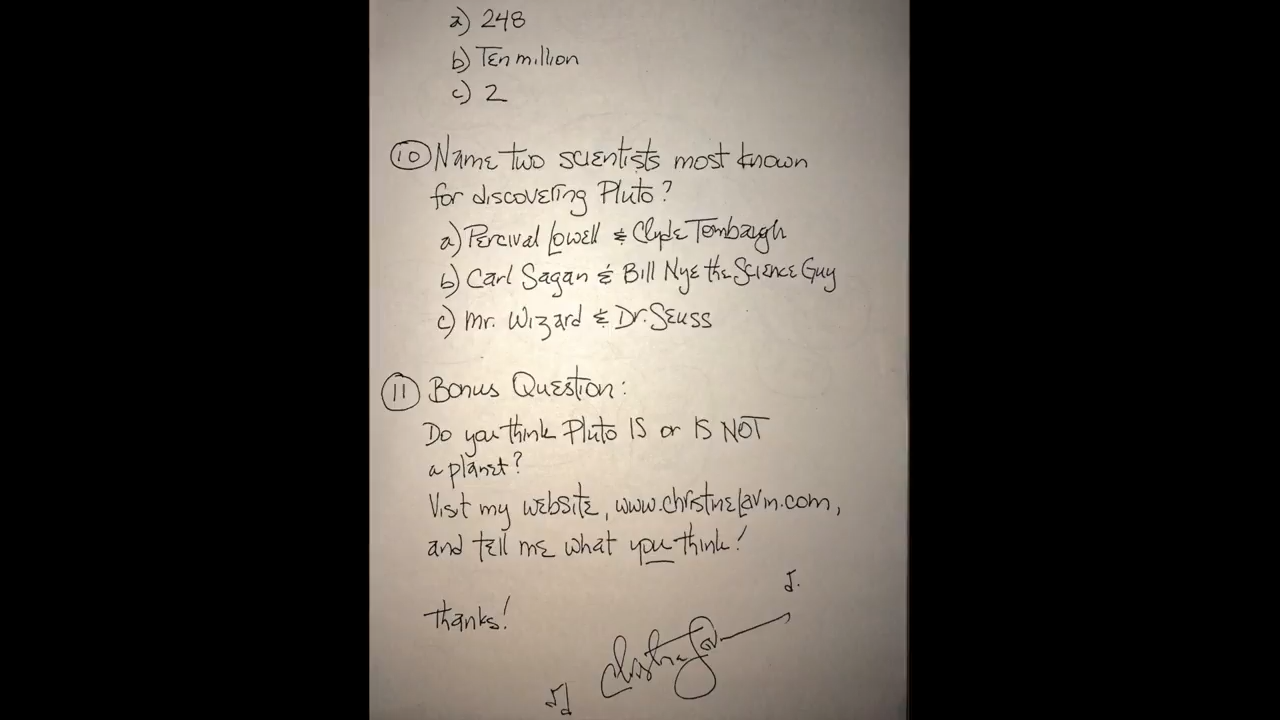 a) 248
b) Ten million
c) 2
10 Name two scientists most known
for discovering Pluto?
a) Percival Lowell & Clyde Tombaugh
b) Carl Sagan & Bill Nye the Science Guy
c) Mr. Wizard & Dr. Seuss
11 Bonus Question:
Do you think Pluto IS or IS NOT
a planet?
Visit my website, www.christinelavin.com,
and tell me what you think!
thanks!
Christine Lavin